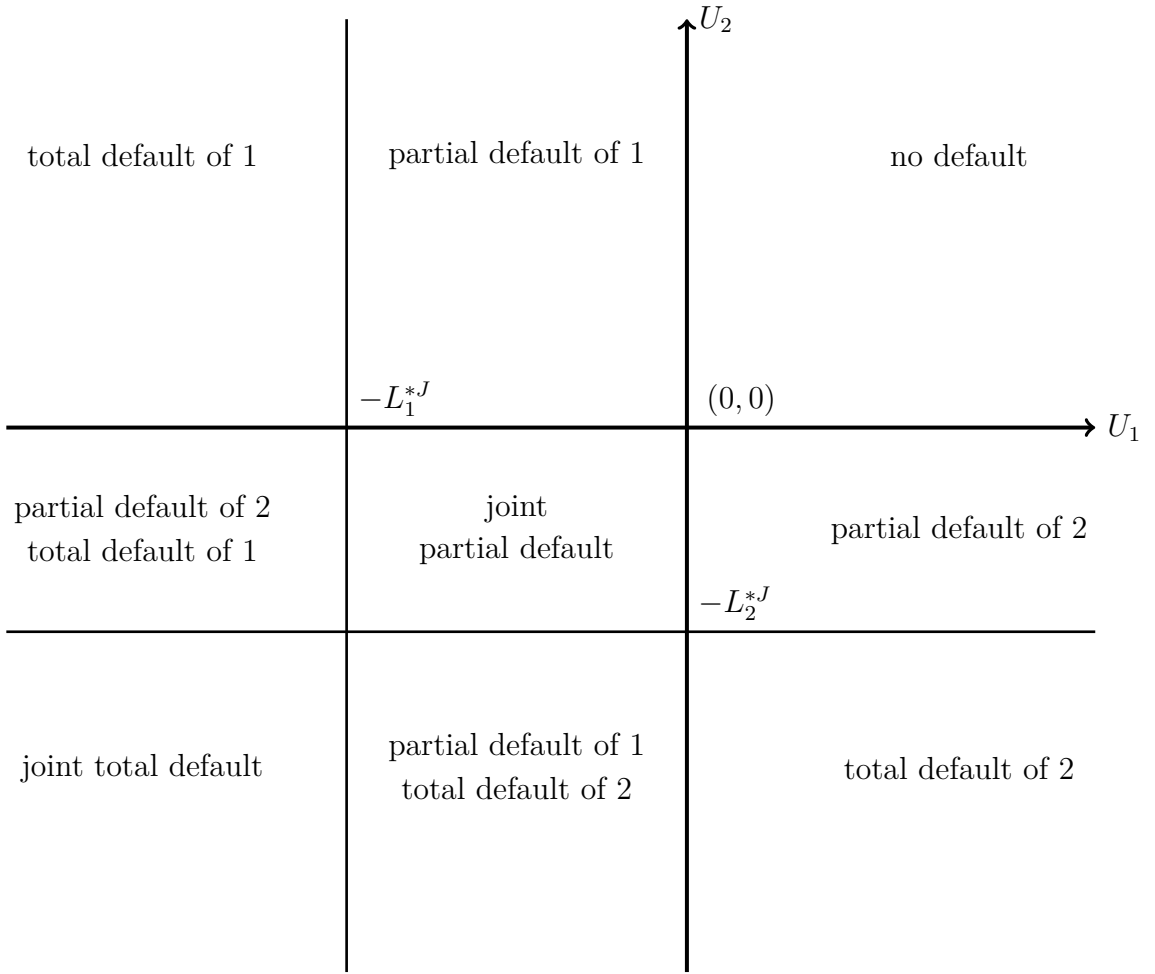 U₂
total default of 1
partial default of 1
no default
−L₁*ᴶ
(0, 0)
U₁
partial default of 2
total default of 1
joint
partial default
partial default of 2
−L₂*ᴶ
joint total default
partial default of 1
total default of 2
total default of 2